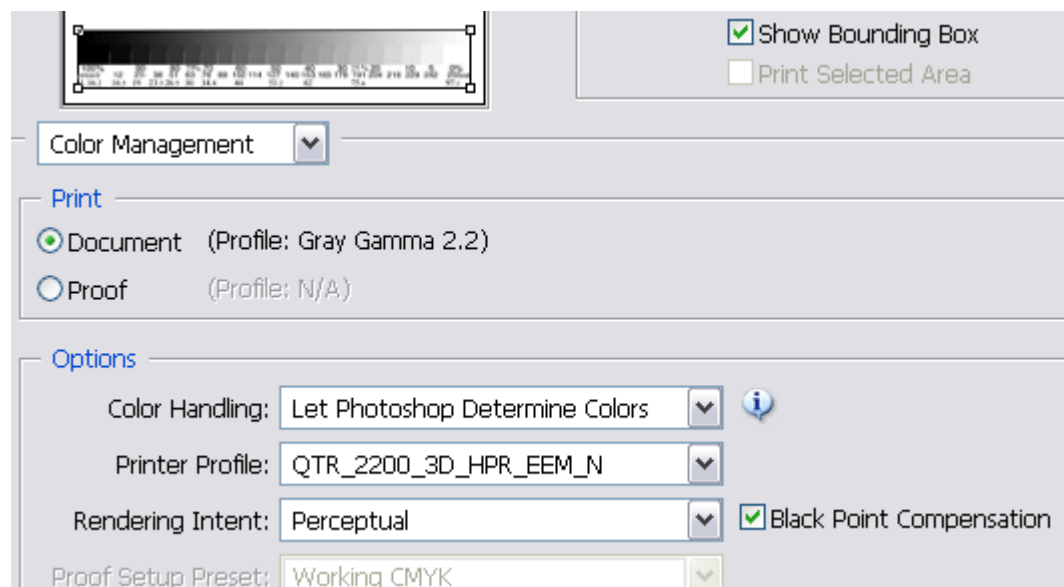 Show Bounding Box
Print Selected Area
Color Management
Print
Document (Profile: Gray Gamma 2.2)
Proof (Profile: N/A)
Options
Color Handling: Let Photoshop Determine Colors
Printer Profile: QTR_2200_3D_HPR_EEM_N
Rendering Intent: Perceptual Black Point Compensation
Proof Setup Preset: Working CMYK